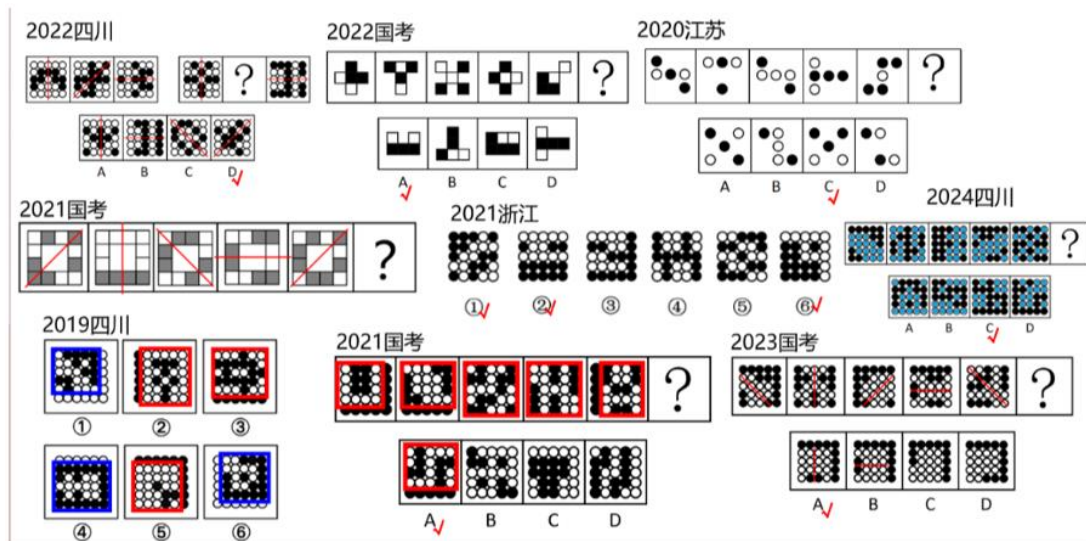 2022四川
?
A B C D
2022国考
?
A B C D
2020江苏
?
A B C D
2021国考
?
2021浙江
① ② ③ ④ ⑤ ⑥
2024四川
?
A B C D
2019四川
① ② ③
④ ⑤ ⑥
2021国考
?
A B C D
2023国考
?
A B C D